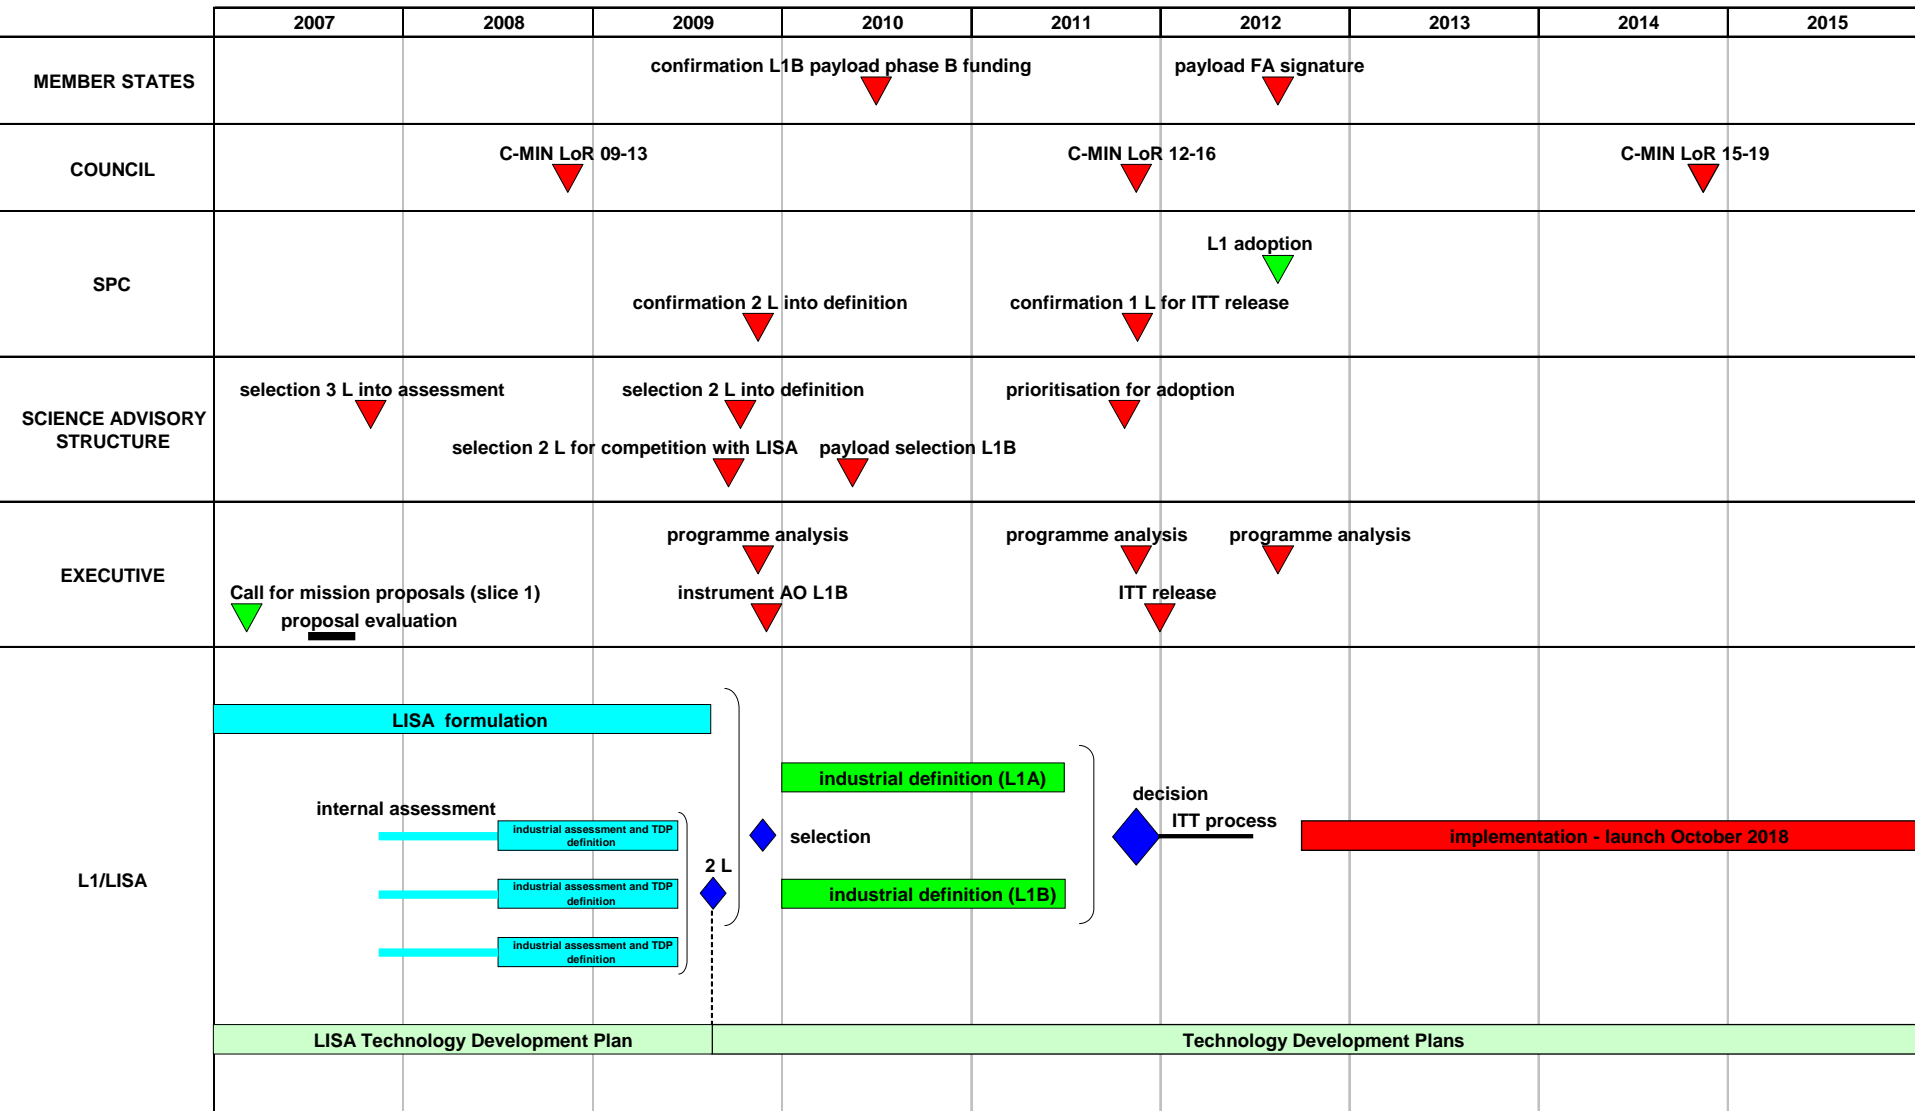 2007 2008 2009 2010 2011 2012 2013 2014 2015
MEMBER STATES
confirmation L1B payload phase B funding
payload FA signature
COUNCIL
C-MIN LoR 09-13
C-MIN LoR 12-16
C-MIN LoR 15-19
SPC
L1 adoption
confirmation 2 L into definition
confirmation 1 L for ITT release
SCIENCE ADVISORY
STRUCTURE
selection 3 L into assessment
selection 2 L into definition
prioritisation for adoption
selection 2 L for competition with LISA
payload selection L1B
EXECUTIVE
programme analysis
programme analysis
programme analysis
Call for mission proposals (slice 1)
instrument AO L1B
ITT release
proposal evaluation
L1/LISA
LISA formulation
industrial definition (L1A)
internal assessment
decision
ITT process
industrial assessment and TDP
definition
selection
implementation - launch October 2018
2 L
industrial assessment and TDP
definition
industrial definition (L1B)
industrial assessment and TDP
definition
LISA Technology Development Plan
Technology Development Plans